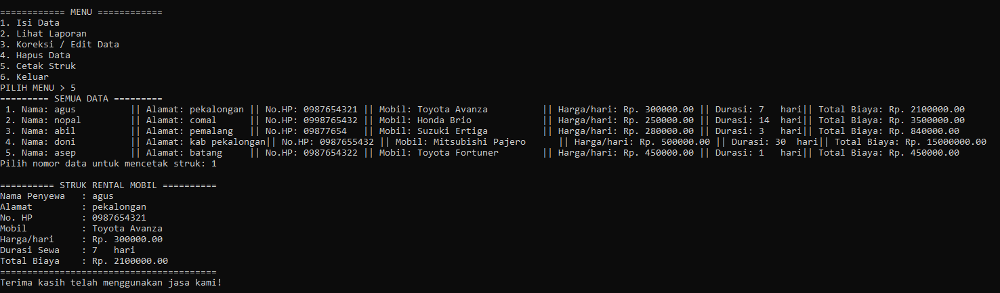 ============ MENU ============
1. Isi Data
2. Lihat Laporan
3. Koreksi / Edit Data
4. Hapus Data
5. Cetak Struk
6. Keluar
PILIH MENU > 5
========= SEMUA DATA =========
 1. Nama: agus          || Alamat: pekalongan || No.HP: 0987654321 || Mobil: Toyota Avanza          || Harga/hari: Rp. 300000.00 || Durasi: 7   hari|| Total Biaya: Rp. 2100000.00
 2. Nama: nopal         || Alamat: comal      || No.HP: 0998765432 || Mobil: Honda Brio             || Harga/hari: Rp. 250000.00 || Durasi: 14  hari|| Total Biaya: Rp. 3500000.00
 3. Nama: abil          || Alamat: pemalang   || No.HP: 09877654   || Mobil: Suzuki Ertiga          || Harga/hari: Rp. 280000.00 || Durasi: 3   hari|| Total Biaya: Rp. 840000.00
 4. Nama: doni          || Alamat: kab pekalongan|| No.HP: 0987655432 || Mobil: Mitsubishi Pajero      || Harga/hari: Rp. 500000.00 || Durasi: 30  hari|| Total Biaya: Rp. 15000000.00
 5. Nama: asep          || Alamat: batang     || No.HP: 0987654322 || Mobil: Toyota Fortuner        || Harga/hari: Rp. 450000.00 || Durasi: 1   hari|| Total Biaya: Rp. 450000.00
Pilih nomor data untuk mencetak struk: 1
========== STRUK RENTAL MOBIL ==========
Nama Penyewa   : agus
Alamat         : pekalongan
No. HP         : 0987654321
Mobil          : Toyota Avanza
Harga/hari     : Rp. 300000.00
Durasi Sewa    : 7   hari
Total Biaya    : Rp. 2100000.00
========================================
Terima kasih telah menggunakan jasa kami!